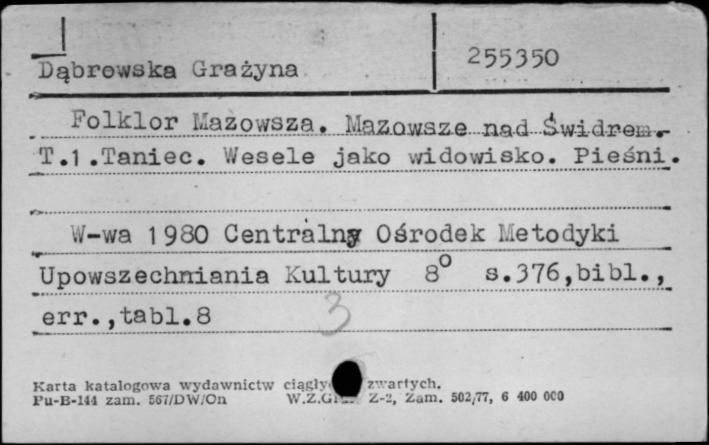 Dąbrowska Grażyna 255350
Folklor Mazowsza. Mazowsze nad Świdrem.-
T.1.Taniec. Wesele jako widowisko. Pieśni.
W-wa 1980 Centralny Ośrodek Metodyki
Upowszechniania Kultury 8º s.376,bibl.,
err.,tabl.8
3
Karta katalogowa wydawnictw zwartych.
Pu-B-144 zam. 567/DW/On Z-2, Zam. 502/77, 6 400 000